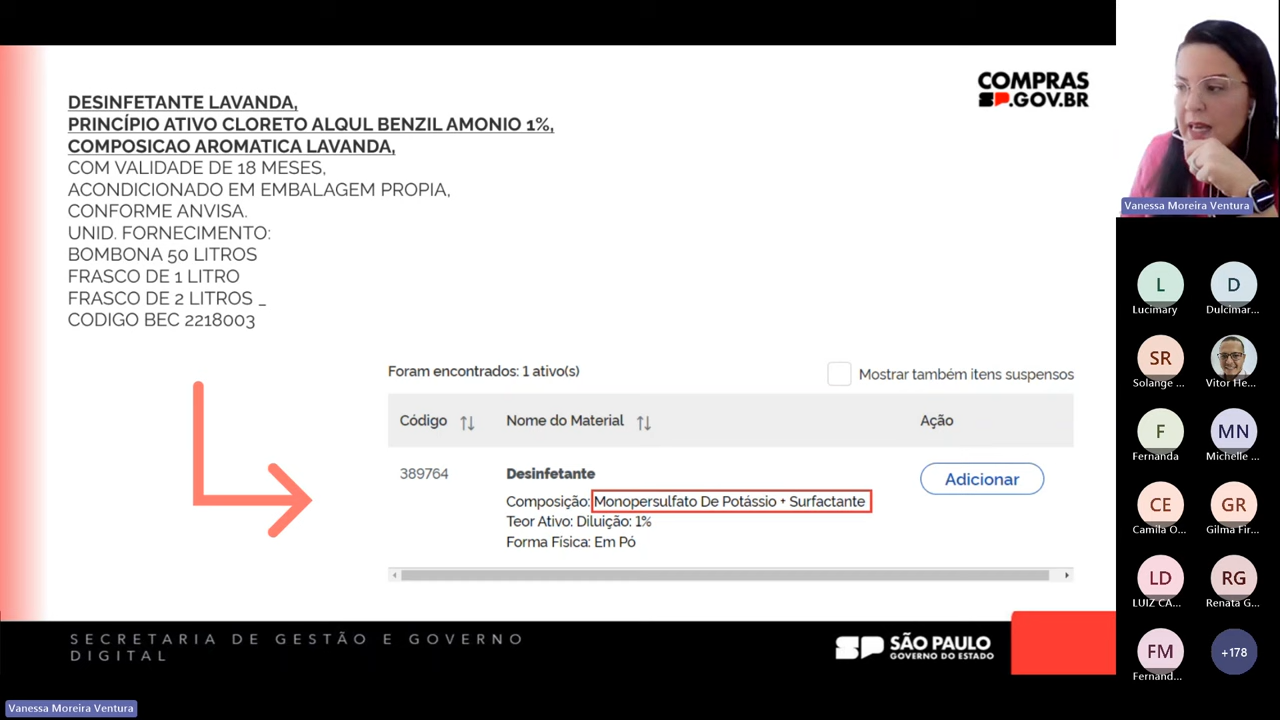 DESINFETANTE LAVANDA,
PRINCÍPIO ATIVO CLORETO ALQUL BENZIL AMONIO 1%,
COMPOSICAO AROMATICA LAVANDA,
COM VALIDADE DE 18 MESES,
ACONDICIONADO EM EMBALAGEM PROPIA,
CONFORME ANVISA.
UNID. FORNECIMENTO:
BOMBONA 50 LITROS
FRASCO DE 1 LITRO
FRASCO DE 2 LITROS _
CODIGO BEC 2218003
COMPRAS
SP.GOV.BR
Foram encontrados: 1 ativo(s)
Mostrar também itens suspensos
Código Nome do Material Ação
389764 Desinfetante Adicionar
Composição: Monopersulfato De Potássio + Surfactante
Teor Ativo: Diluição: 1%
Forma Física: Em Pó
SECRETARIA DE GESTÃO E GOVERNO
DIGITAL
SP SÃO PAULO
GOVERNO DO ESTADO
Vanessa Moreira Ventura
Vanessa Moreira Ventura
L D
Lucimary Dulcimar...
SR
Solange ... Vitor He...
F MN
Fernanda Michelle ...
CE GR
Camila O... Gilma Fir...
LD RG
LUIZ CA... Renata G...
FM +178
Fernand...